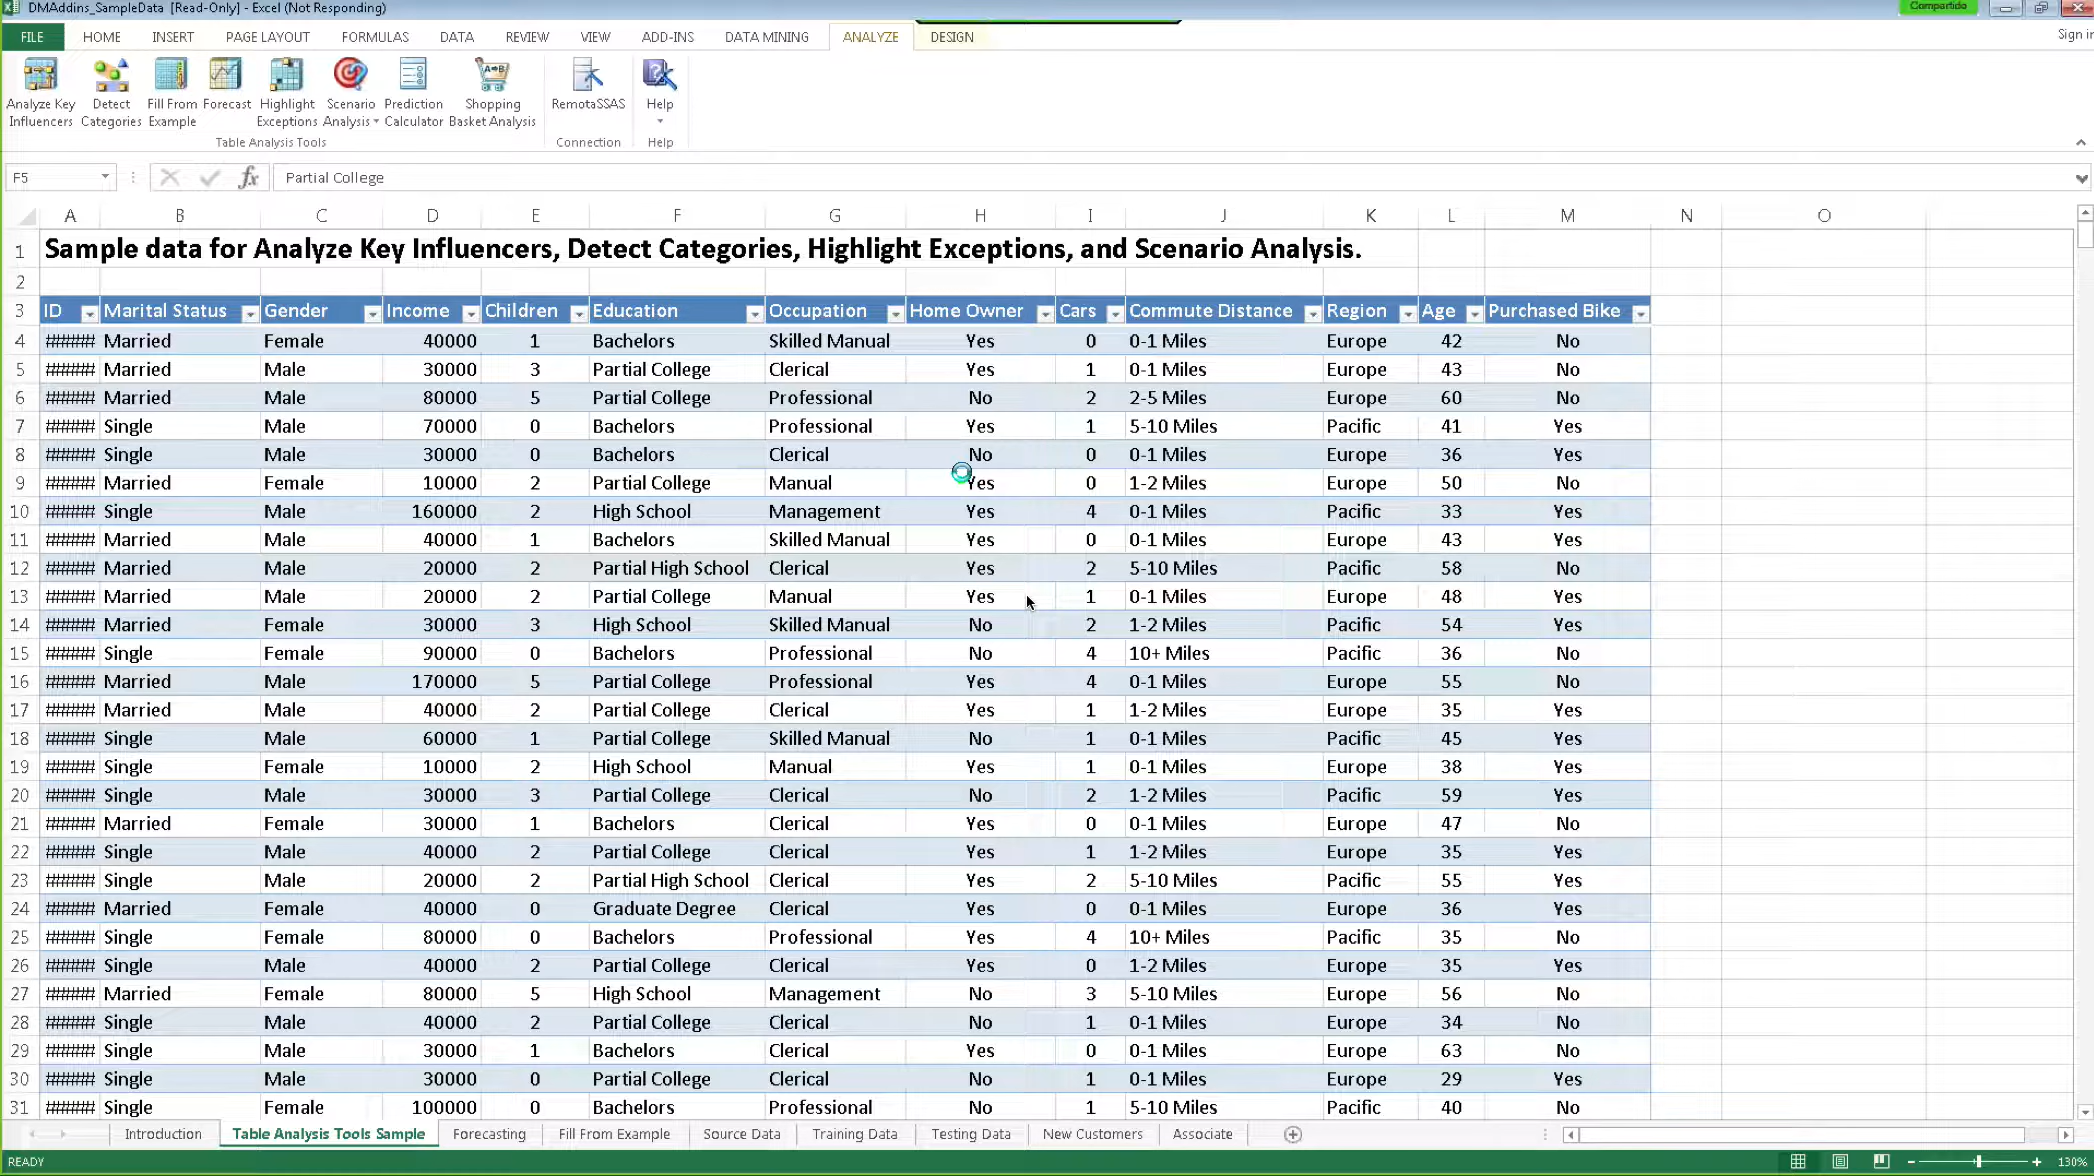 DMAddins_SampleData [Read-Only] - Excel (Not Responding)
Compartido
FILE HOME INSERT PAGE LAYOUT FORMULAS DATA REVIEW VIEW ADD-INS DATA MINING ANALYZE DESIGN
Sign in
Analyze Key Influencers
Detect Categories
Fill From Example
Forecast
Highlight Exceptions
Scenario Analysis
Prediction Calculator
Shopping Basket Analysis
RemotaSSAS
Help
Table Analysis Tools
Connection
Help
F5 fx Partial College
A B C D E F G H I J K L M N O
1 Sample data for Analyze Key Influencers, Detect Categories, Highlight Exceptions, and Scenario Analysis.
2
3 ID Marital Status Gender Income Children Education Occupation Home Owner Cars Commute Distance Region Age Purchased Bike
4 ###### Married Female 40000 1 Bachelors Skilled Manual Yes 0 0-1 Miles Europe 42 No
5 ###### Married Male 30000 3 Partial College Clerical Yes 1 0-1 Miles Europe 43 No
6 ###### Married Male 80000 5 Partial College Professional No 2 2-5 Miles Europe 60 No
7 ###### Single Male 70000 0 Bachelors Professional Yes 1 5-10 Miles Pacific 41 Yes
8 ###### Single Male 30000 0 Bachelors Clerical No 0 0-1 Miles Europe 36 Yes
9 ###### Married Female 10000 2 Partial College Manual Yes 0 1-2 Miles Europe 50 No
10 ###### Single Male 160000 2 High School Management Yes 4 0-1 Miles Pacific 33 Yes
11 ###### Married Male 40000 1 Bachelors Skilled Manual Yes 0 0-1 Miles Europe 43 Yes
12 ###### Married Male 20000 2 Partial High School Clerical Yes 2 5-10 Miles Pacific 58 No
13 ###### Married Male 20000 2 Partial College Manual Yes 1 0-1 Miles Europe 48 Yes
14 ###### Married Female 30000 3 High School Skilled Manual No 2 1-2 Miles Pacific 54 Yes
15 ###### Single Female 90000 0 Bachelors Professional No 4 10+ Miles Pacific 36 No
16 ###### Married Male 170000 5 Partial College Professional Yes 4 0-1 Miles Europe 55 No
17 ###### Married Male 40000 2 Partial College Clerical Yes 1 1-2 Miles Europe 35 Yes
18 ###### Single Male 60000 1 Partial College Skilled Manual No 1 0-1 Miles Pacific 45 Yes
19 ###### Single Female 10000 2 High School Manual Yes 1 0-1 Miles Europe 38 Yes
20 ###### Single Male 30000 3 Partial College Clerical No 2 1-2 Miles Pacific 59 Yes
21 ###### Married Female 30000 1 Bachelors Clerical Yes 0 0-1 Miles Europe 47 No
22 ###### Single Male 40000 2 Partial College Clerical Yes 1 1-2 Miles Europe 35 Yes
23 ###### Single Male 20000 2 Partial High School Clerical Yes 2 5-10 Miles Pacific 55 Yes
24 ###### Married Female 40000 0 Graduate Degree Clerical Yes 0 0-1 Miles Europe 36 Yes
25 ###### Single Female 80000 0 Bachelors Professional Yes 4 10+ Miles Pacific 35 No
26 ###### Single Male 40000 2 Partial College Clerical Yes 0 1-2 Miles Europe 35 Yes
27 ###### Married Female 80000 5 High School Management No 3 5-10 Miles Europe 56 No
28 ###### Single Male 40000 2 Partial College Clerical No 1 0-1 Miles Europe 34 No
29 ###### Single Male 30000 1 Bachelors Clerical Yes 0 0-1 Miles Europe 63 No
30 ###### Single Male 30000 0 Partial College Clerical No 1 0-1 Miles Europe 29 Yes
31 ###### Single Female 100000 0 Bachelors Professional No 1 5-10 Miles Pacific 40 No
Introduction Table Analysis Tools Sample Forecasting Fill From Example Source Data Training Data Testing Data New Customers Associate
READY
130%